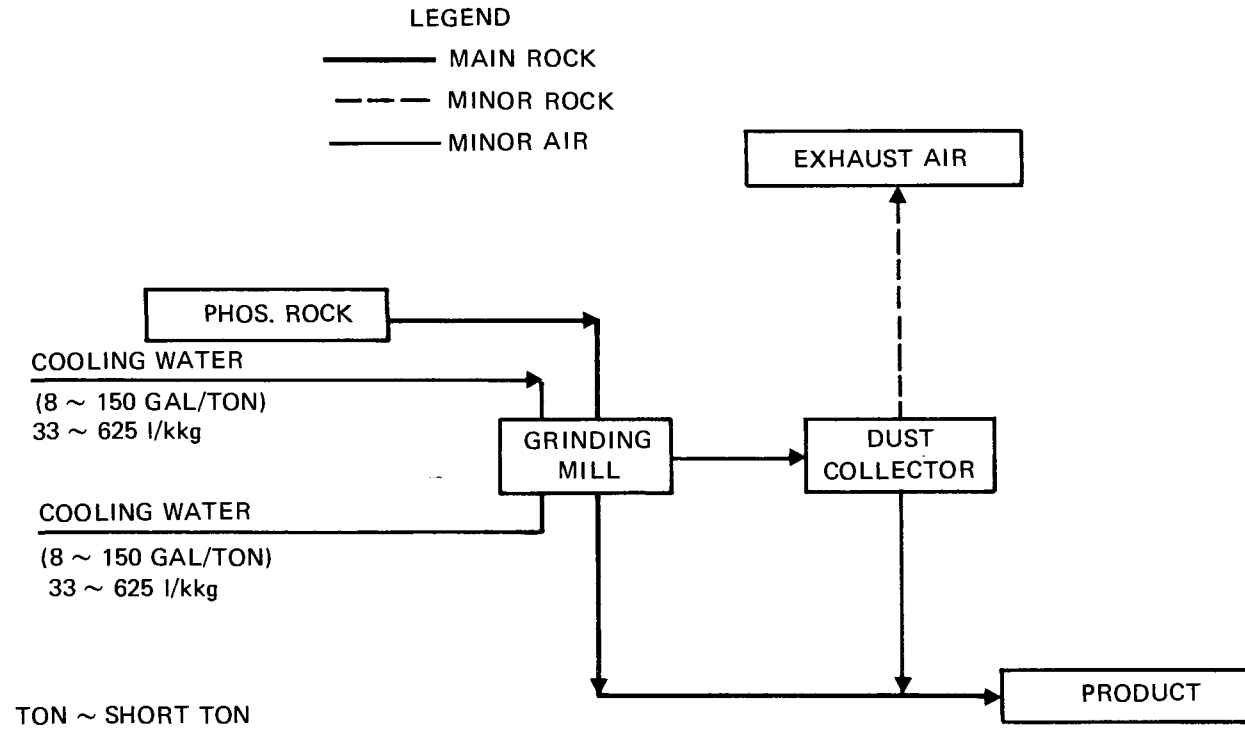 LEGEND
MAIN ROCK
MINOR ROCK
MINOR AIR
EXHAUST AIR
PHOS. ROCK
COOLING WATER
(8 ~ 150 GAL/TON)
33 ~ 625 l/kkg
GRINDING
MILL
DUST
COLLECTOR
COOLING WATER
(8 ~ 150 GAL/TON)
33 ~ 625 l/kkg
PRODUCT
TON ~ SHORT TON